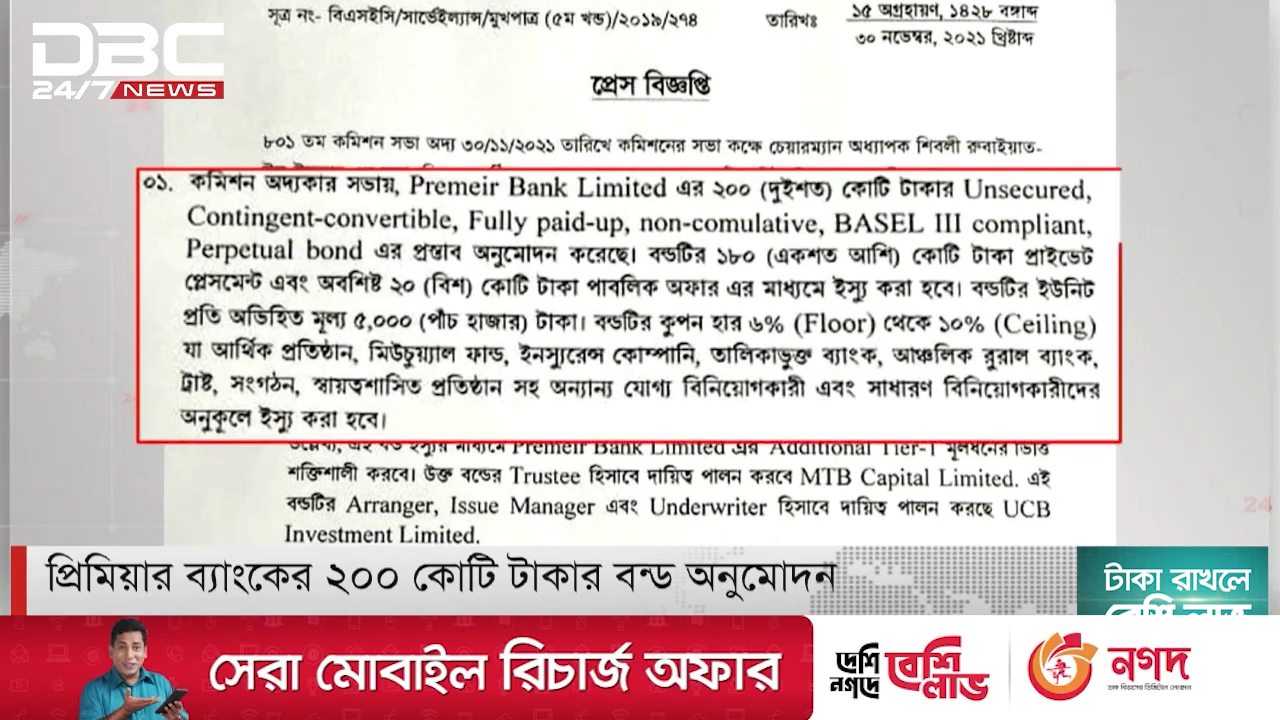 সূত্র নং- বিএসইসি/সার্ভেইল্যান্স/মুখপাত্র (৫ম খন্ড)/২০১৯/২৭৪
তারিখঃ
১৫ অগ্রহায়ণ, ১৪২৮ বঙ্গাব্দ
৩০ নভেম্বর, ২০২১ খ্রিষ্টাব্দ
DBC
24/7 NEWS
প্রেস বিজ্ঞপ্তি
৮০১ তম কমিশন সভা অদ্য ৩০/১১/২০২১ তারিখে কমিশনের সভা কক্ষে চেয়ারম্যান অধ্যাপক শিবলী রুবাইয়াত-
০১. কমিশন অদ্যকার সভায়, Premeir Bank Limited এর ২০০ (দুইশত) কোটি টাকার Unsecured,
Contingent-convertible, Fully paid-up, non-comulative, BASEL III compliant,
Perpetual bond এর প্রস্তাব অনুমোদন করেছে। বন্ডটির ১৮০ (একশত আশি) কোটি টাকা প্রাইভেট
প্লেসমেন্ট এবং অবশিষ্ট ২০ (বিশ) কোটি টাকা পাবলিক অফার এর মাধ্যমে ইস্যু করা হবে। বন্ডটির ইউনিট
প্রতি অভিহিত মূল্য ৫,০০০ (পাঁচ হাজার) টাকা। বন্ডটির কুপন হার ৬% (Floor) থেকে ১০% (Ceiling)
যা আর্থিক প্রতিষ্ঠান, মিউচুয়্যাল ফান্ড, ইনস্যুরেন্স কোম্পানি, তালিকাভুক্ত ব্যাংক, আঞ্চলিক রুরাল ব্যাংক,
ট্রাষ্ট, সংগঠন, স্বায়ত্বশাসিত প্রতিষ্ঠান সহ অন্যান্য যোগ্য বিনিয়োগকারী এবং সাধারণ বিনিয়োগকারীদের
অনুকূলে ইস্যু করা হবে।
উল্লেখ্য, এই বন্ড ইস্যুর মাধ্যমে Premeir Bank Limited এর Additional Tier-1 মূলধনের ভিত্তি
শক্তিশালী করবে। উক্ত বন্ডের Trustee হিসাবে দায়িত পালন করবে MTB Capital Limited. এই
বন্ডটির Arranger, Issue Manager এবং Underwriter হিসাবে দায়িত্ব পালন করছে UCB
Investment Limited.
প্রিমিয়ার ব্যাংকের ২০০ কোটি টাকার বন্ড অনুমোদন
টাকা রাখলে
বেশি লাভ
সেরা মোবাইল রিচার্জ অফার
দেশি
নগদে
বেশি
লাভ
নগদ
ডাক বিভাগের ডিজিটাল লেনদেন